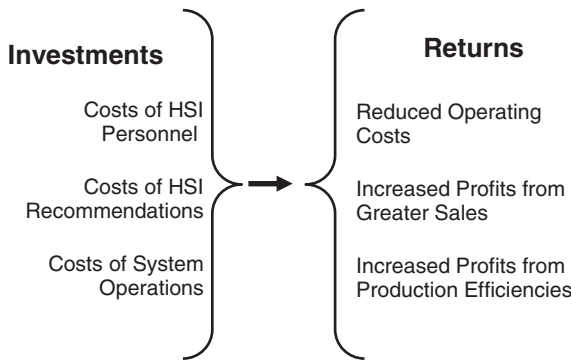 Investments
Costs of HSI
Personnel
Costs of HSI
Recommendations
Costs of System
Operations
Returns
Reduced Operating
Costs
Increased Profits from
Greater Sales
Increased Profits from
Production Efficiencies